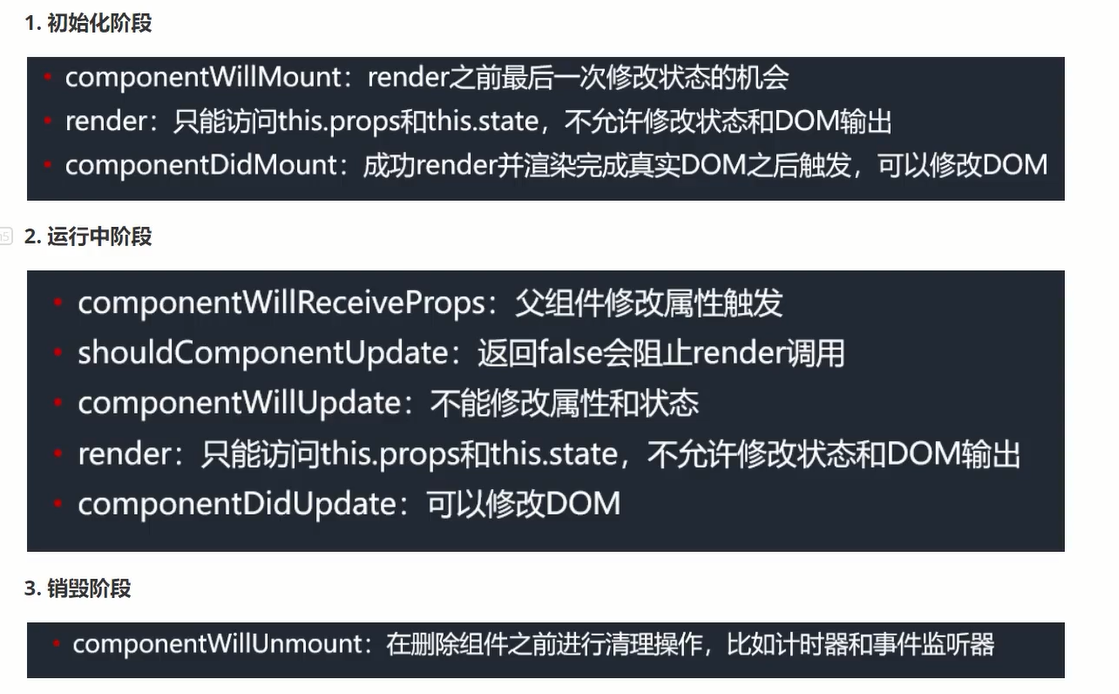 1. 初始化阶段
• componentWillMount：render之前最后一次修改状态的机会
• render：只能访问this.props和this.state，不允许修改状态和DOM输出
• componentDidMount：成功render并渲染完成真实DOM之后触发，可以修改DOM
2. 运行中阶段
• componentWillReceiveProps：父组件修改属性触发
• shouldComponentUpdate：返回false会阻止render调用
• componentWillUpdate：不能修改属性和状态
• render：只能访问this.props和this.state，不允许修改状态和DOM输出
• componentDidUpdate：可以修改DOM
3. 销毁阶段
• componentWillUnmount：在删除组件之前进行清理操作，比如计时器和事件监听器